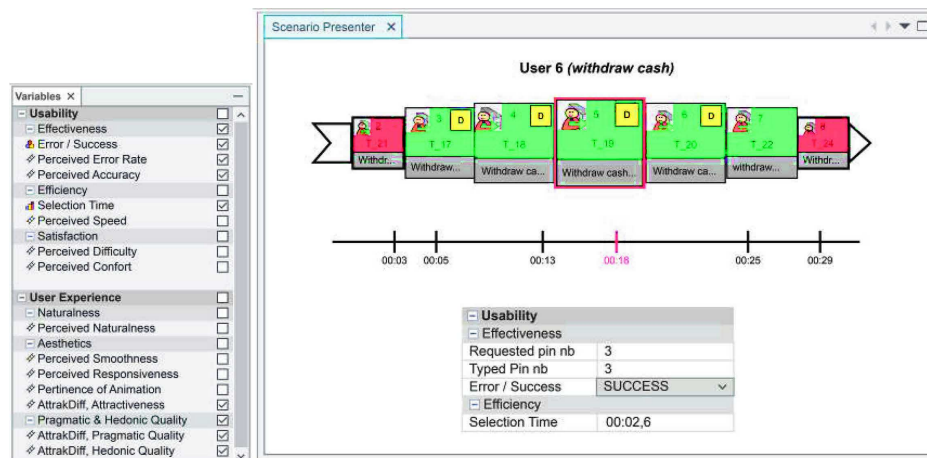 Scenario Presenter
User 6 (withdraw cash)
2
3
D
4
D
5
D
6
D
7
8
T_21
T_17
T_18
T_19
T_20
T_22
T_24
Withdr...
Withdraw...
Withdraw ca...
Withdraw cash...
Withdraw ca...
withdraw...
Withdr...
00:03
00:05
00:13
00:18
00:25
00:29
Usability
Effectiveness
Requested pin nb 3
Typed Pin nb 3
Error / Success SUCCESS
Efficiency
Selection Time 00:02,6
Variables
Usability
Effectiveness
Error / Success
Perceived Error Rate
Perceived Accuracy
Efficiency
Selection Time
Perceived Speed
Satisfaction
Perceived Difficulty
Perceived Confort
User Experience
Naturalness
Perceived Naturalness
Aesthetics
Perceived Smoothness
Perceived Responsiveness
Pertinence of Animation
AttrakDiff, Attractiveness
Pragmatic & Hedonic Quality
AttrakDiff, Pragmatic Quality
AttrakDiff, Hedonic Quality